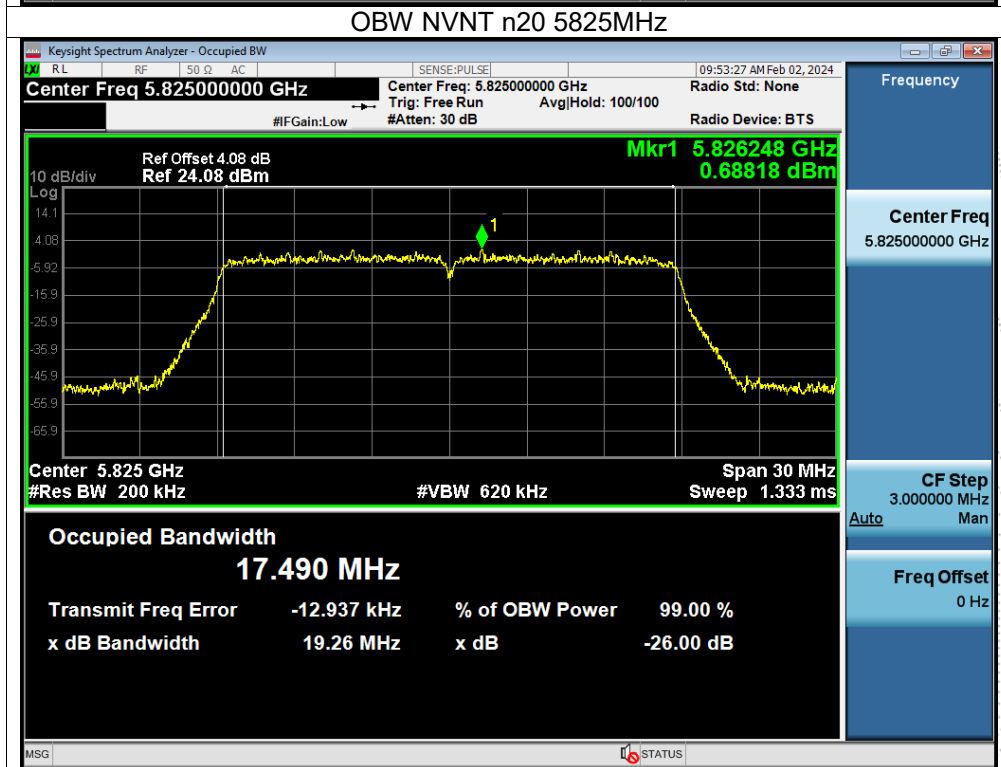 OBW NVNT n20 5825MHz
Keysight Spectrum Analyzer - Occupied BW
LXI RL RF 50 Ω AC SENSE:PULSE 09:53:27 AM Feb 02, 2024
Center Freq 5.825000000 GHz
Center Freq: 5.825000000 GHz
Radio Std: None
Trig: Free Run Avg|Hold: 100/100
#IFGain:Low
#Atten: 30 dB
Radio Device: BTS
Frequency
Mkr1 5.826248 GHz
0.68818 dBm
Ref Offset 4.08 dB
10 dB/div Ref 24.08 dBm
Log
14.1
4.08
-5.92
-15.9
-25.9
-35.9
-45.9
-55.9
-65.9
1
Center 5.825 GHz
Span 30 MHz
#Res BW 200 kHz
#VBW 620 kHz
Sweep 1.333 ms
Center Freq
5.825000000 GHz
CF Step
3.000000 MHz
Auto Man
Freq Offset
0 Hz
Occupied Bandwidth
17.490 MHz
Transmit Freq Error -12.937 kHz % of OBW Power 99.00 %
x dB Bandwidth 19.26 MHz x dB -26.00 dB
MSG STATUS